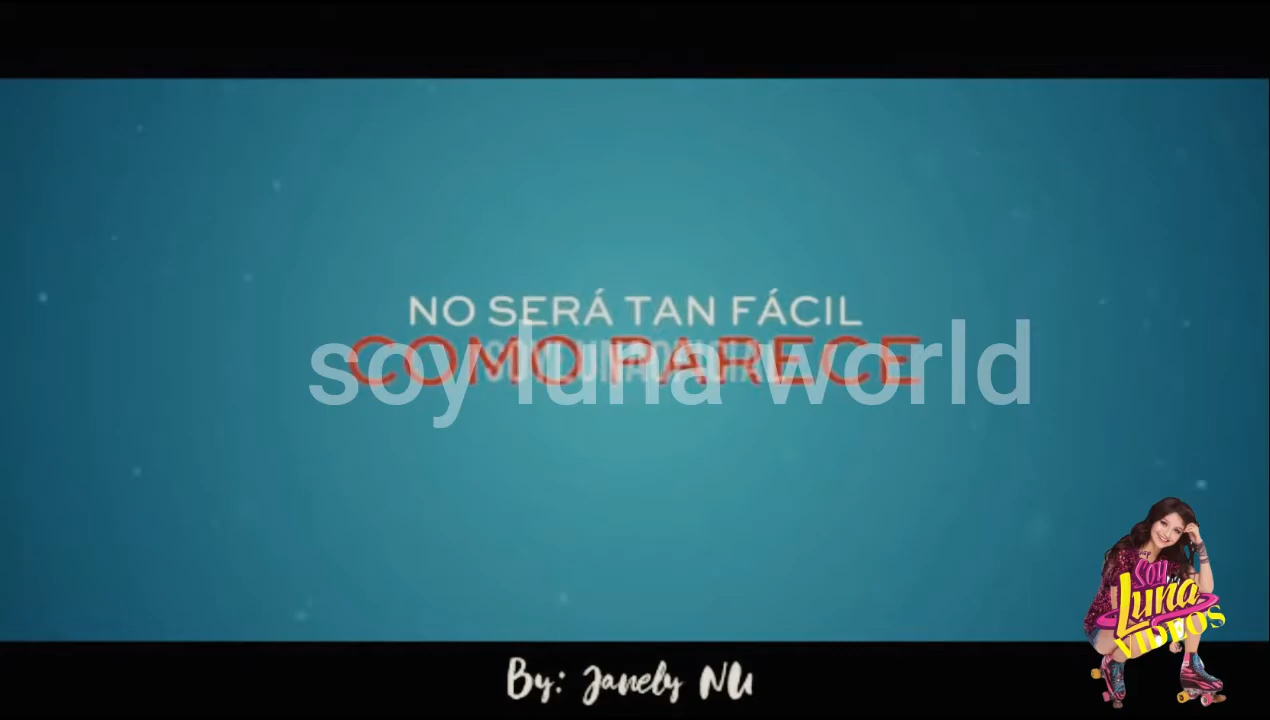 NO SERÁ TAN FÁCIL
COMO PARECE
soy luna world
By: Janely NU
SOY
Luna
VIDEOS